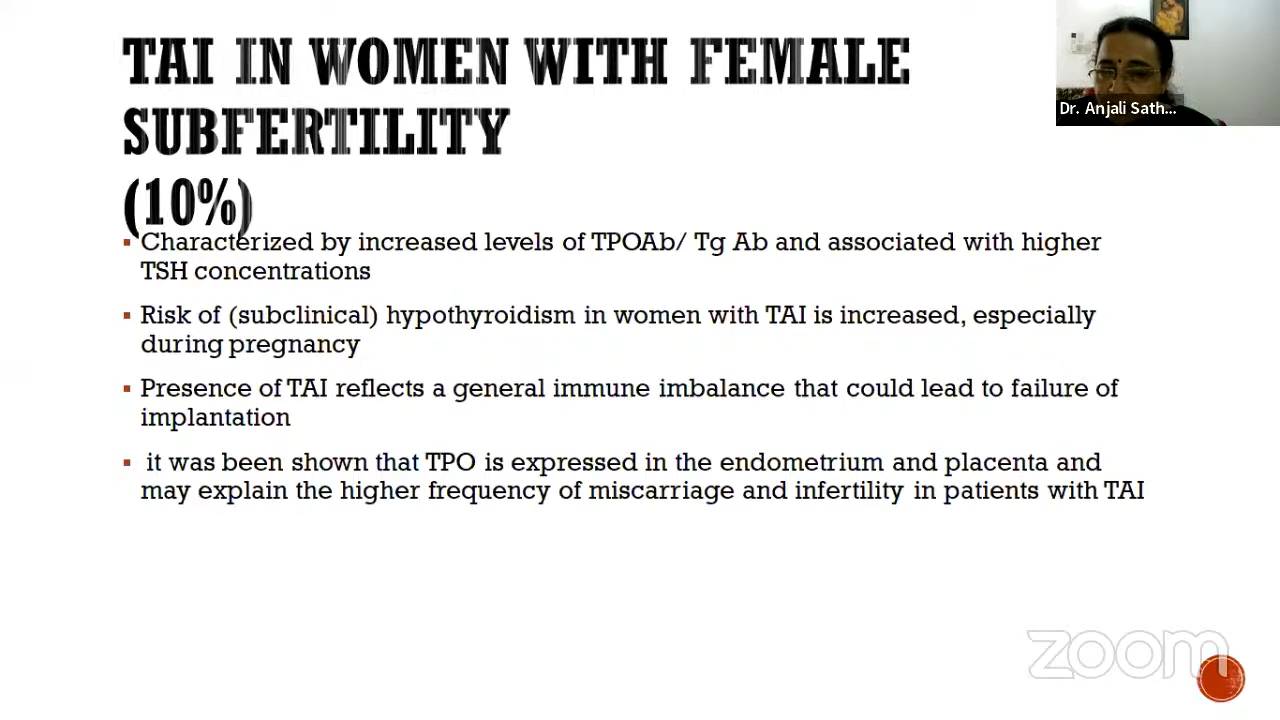 TAI IN WOMEN WITH FEMALE
SUBFERTILITY
(10%)
Dr. Anjali Sath...
▪ Characterized by increased levels of TPOAb/ Tg Ab and associated with higher
TSH concentrations
▪ Risk of (subclinical) hypothyroidism in women with TAI is increased, especially
during pregnancy
▪ Presence of TAI reflects a general immune imbalance that could lead to failure of
implantation
▪ it was been shown that TPO is expressed in the endometrium and placenta and
may explain the higher frequency of miscarriage and infertility in patients with TAI
zoom